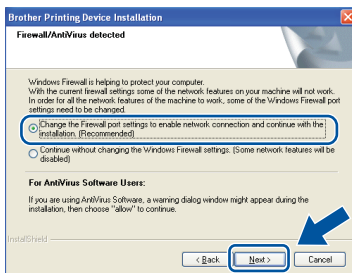 Brother Printing Device Installation
Firewall/AntiVirus detected
Windows Firewall is helping to protect your computer.
With the current firewall settings some of the network features on your machine will not work.
In order for all the network features of the machine to work, some of the Windows Firewall port
settings need to be changed.
Change the Firewall port settings to enable network connection and continue with the
installation. (Recommended)
Continue without changing the Windows Firewall settings. (Some network features will be
disabled)
For AntiVirus Software Users:
If you are using AntiVirus Software, a warning dialog window might appear during the
installation, then choose "allow" to continue.
InstallShield
< Back
Next >
Cancel